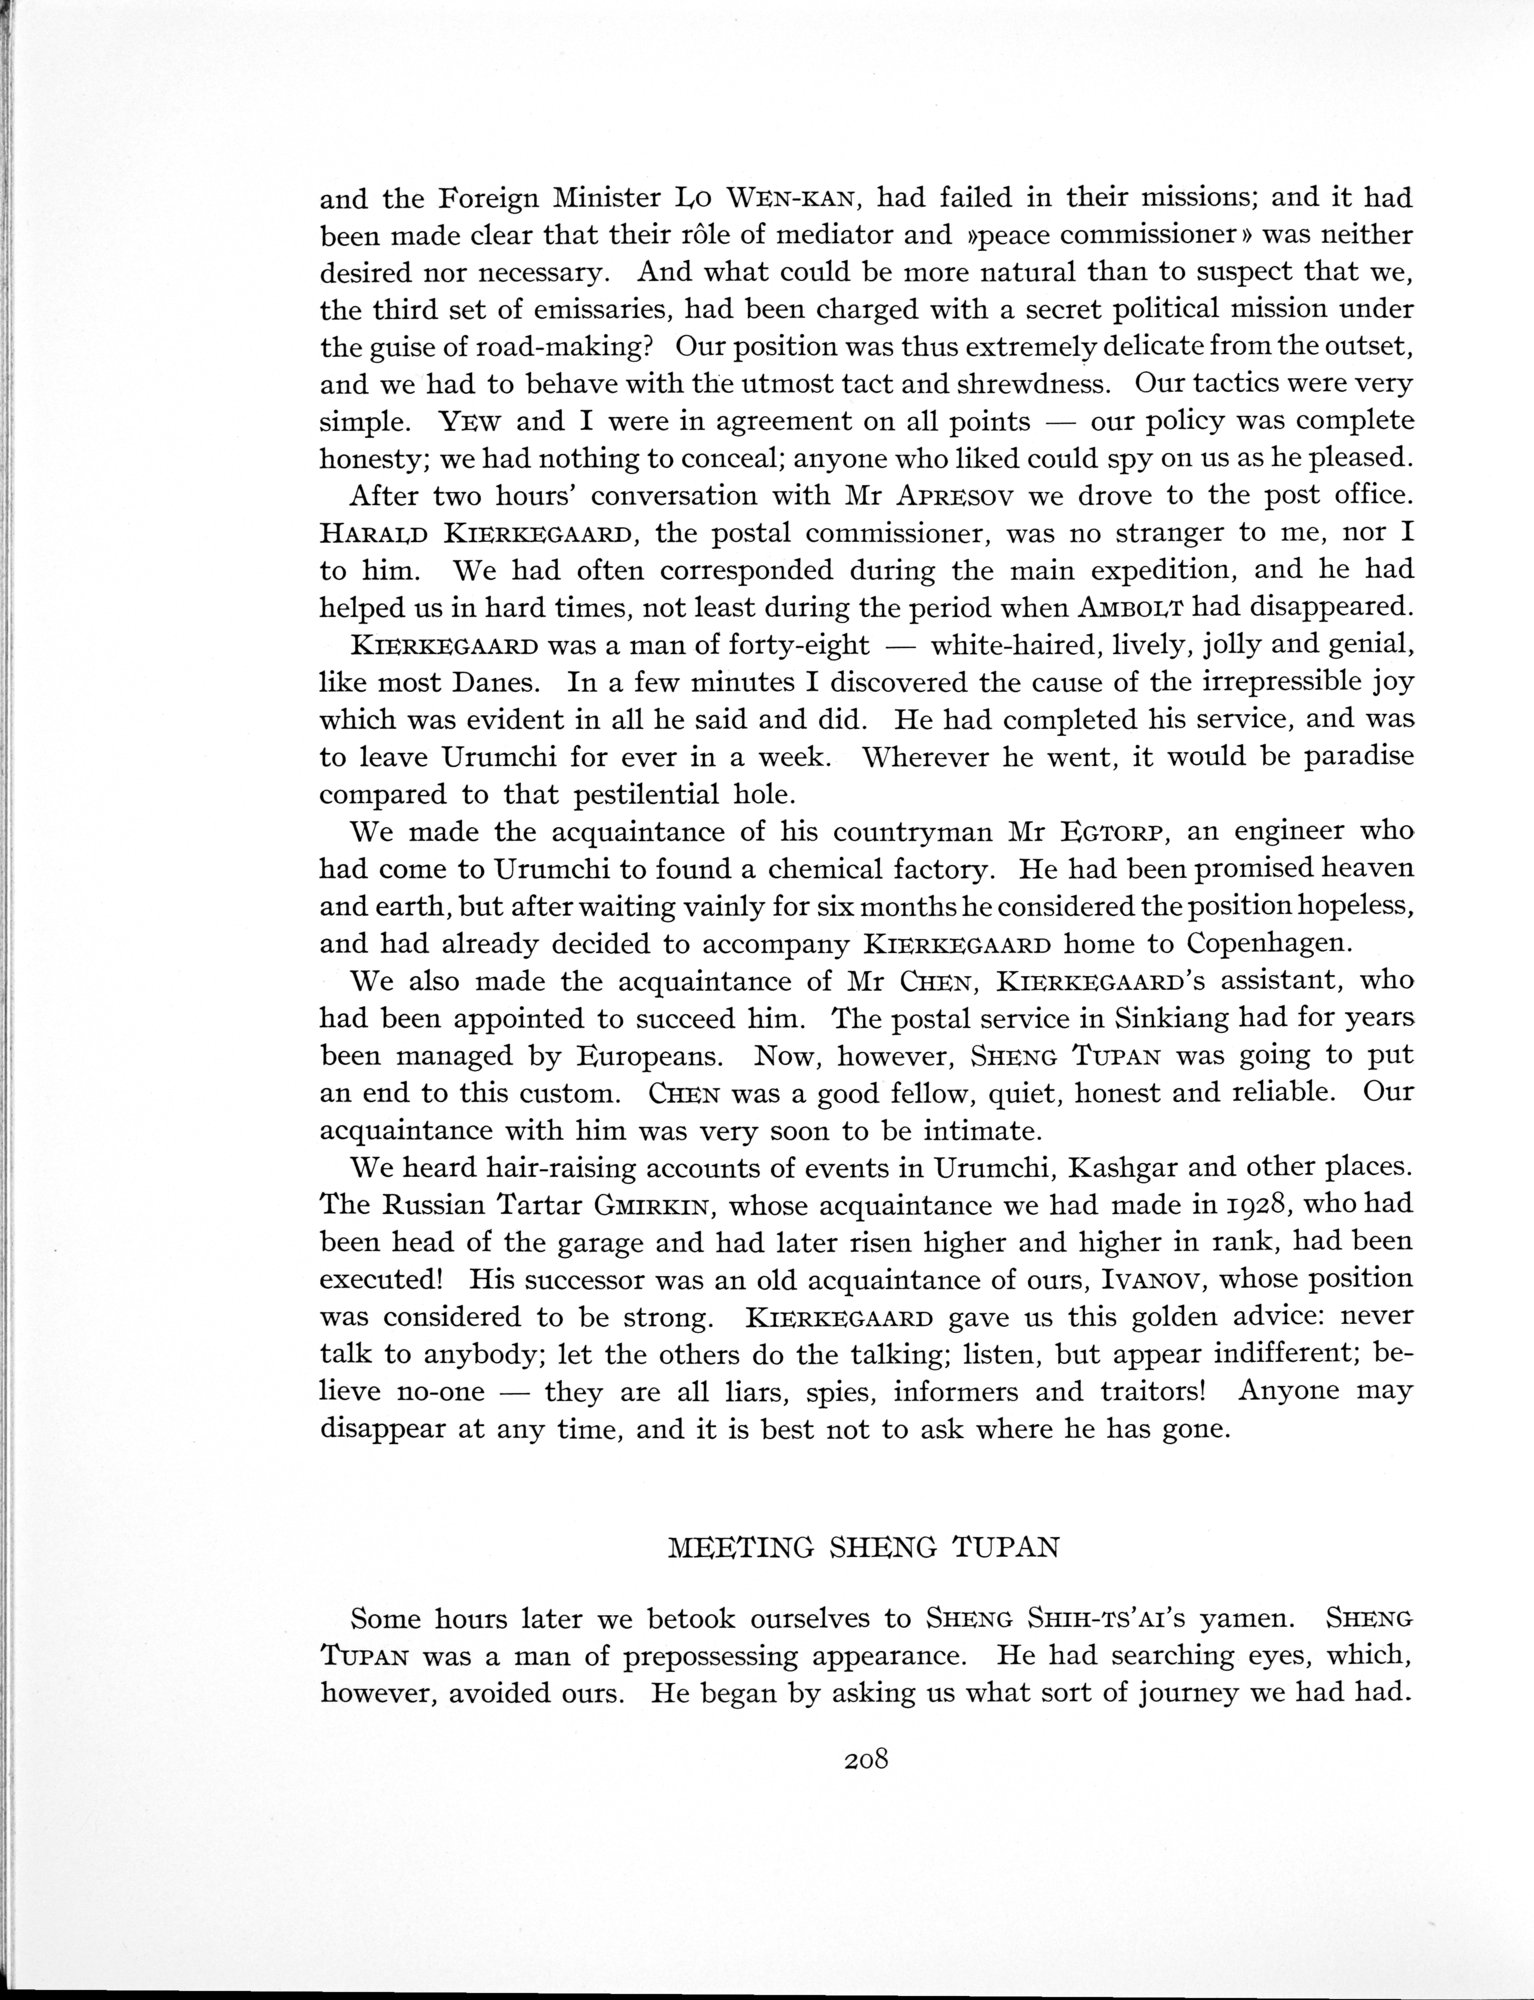 and the Foreign Minister Lo Wen-kan, had failed in their missions; and it had
been made clear that their rôle of mediator and »peace commissioner» was neither
desired nor necessary. And what could be more natural than to suspect that we,
the third set of emissaries, had been charged with a secret political mission under
the guise of road-making? Our position was thus extremely delicate from the outset,
and we had to behave with the utmost tact and shrewdness. Our tactics were very
simple. Yew and I were in agreement on all points — our policy was complete
honesty; we had nothing to conceal; anyone who liked could spy on us as he pleased.
After two hours' conversation with Mr Apresov we drove to the post office.
Harald Kierkegaard, the postal commissioner, was no stranger to me, nor I
to him. We had often corresponded during the main expedition, and he had
helped us in hard times, not least during the period when Ambolt had disappeared.
Kierkegaard was a man of forty-eight — white-haired, lively, jolly and genial,
like most Danes. In a few minutes I discovered the cause of the irrepressible joy
which was evident in all he said and did. He had completed his service, and was
to leave Urumchi for ever in a week. Wherever he went, it would be paradise
compared to that pestilential hole.
We made the acquaintance of his countryman Mr Egtorp, an engineer who
had come to Urumchi to found a chemical factory. He had been promised heaven
and earth, but after waiting vainly for six months he considered the position hopeless,
and had already decided to accompany Kierkegaard home to Copenhagen.
We also made the acquaintance of Mr Chen, Kierkegaard's assistant, who
had been appointed to succeed him. The postal service in Sinkiang had for years
been managed by Europeans. Now, however, Sheng Tupan was going to put
an end to this custom. Chen was a good fellow, quiet, honest and reliable. Our
acquaintance with him was very soon to be intimate.
We heard hair-raising accounts of events in Urumchi, Kashgar and other places.
The Russian Tartar Gmirkin, whose acquaintance we had made in 1928, who had
been head of the garage and had later risen higher and higher in rank, had been
executed! His successor was an old acquaintance of ours, Ivanov, whose position
was considered to be strong. Kierkegaard gave us this golden advice: never
talk to anybody; let the others do the talking; listen, but appear indifferent; be-
lieve no-one — they are all liars, spies, informers and traitors! Anyone may
disappear at any time, and it is best not to ask where he has gone.
MEETING SHENG TUPAN
Some hours later we betook ourselves to Sheng Shih-ts'ai's yamen. Sheng
Tupan was a man of prepossessing appearance. He had searching eyes, which,
however, avoided ours. He began by asking us what sort of journey we had had.
208